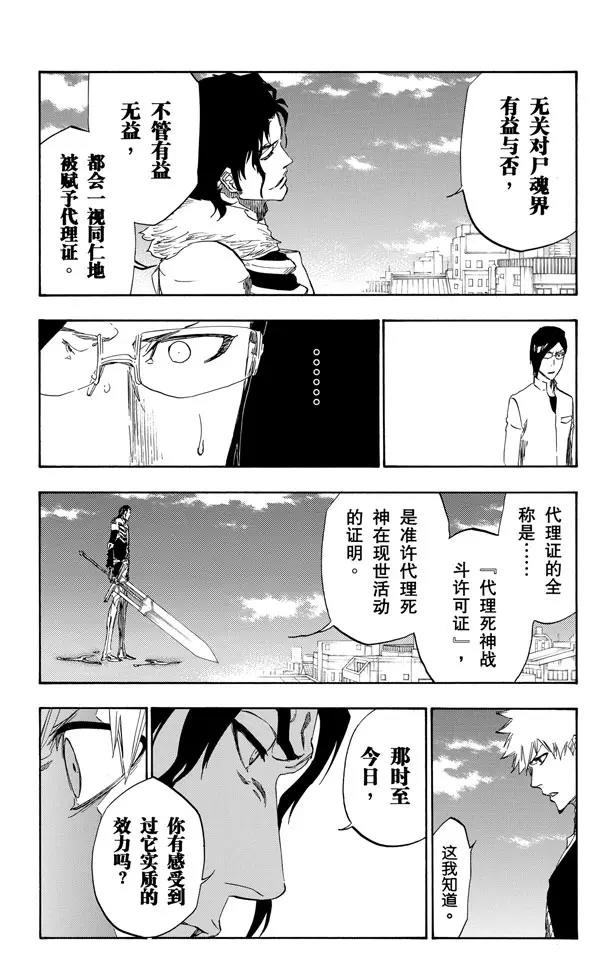 无关对尸魂界
有益与否，
不管有益
无益，
都会一视同仁地
被赋予代理证。
。。。。。。
代理证的全
称是……
『代理死神战
斗许可证』，
是准许代理死
神在现世活动
的证明。
这我知道。
那时至
今日，
你有感受到
过它实质的
效力吗？